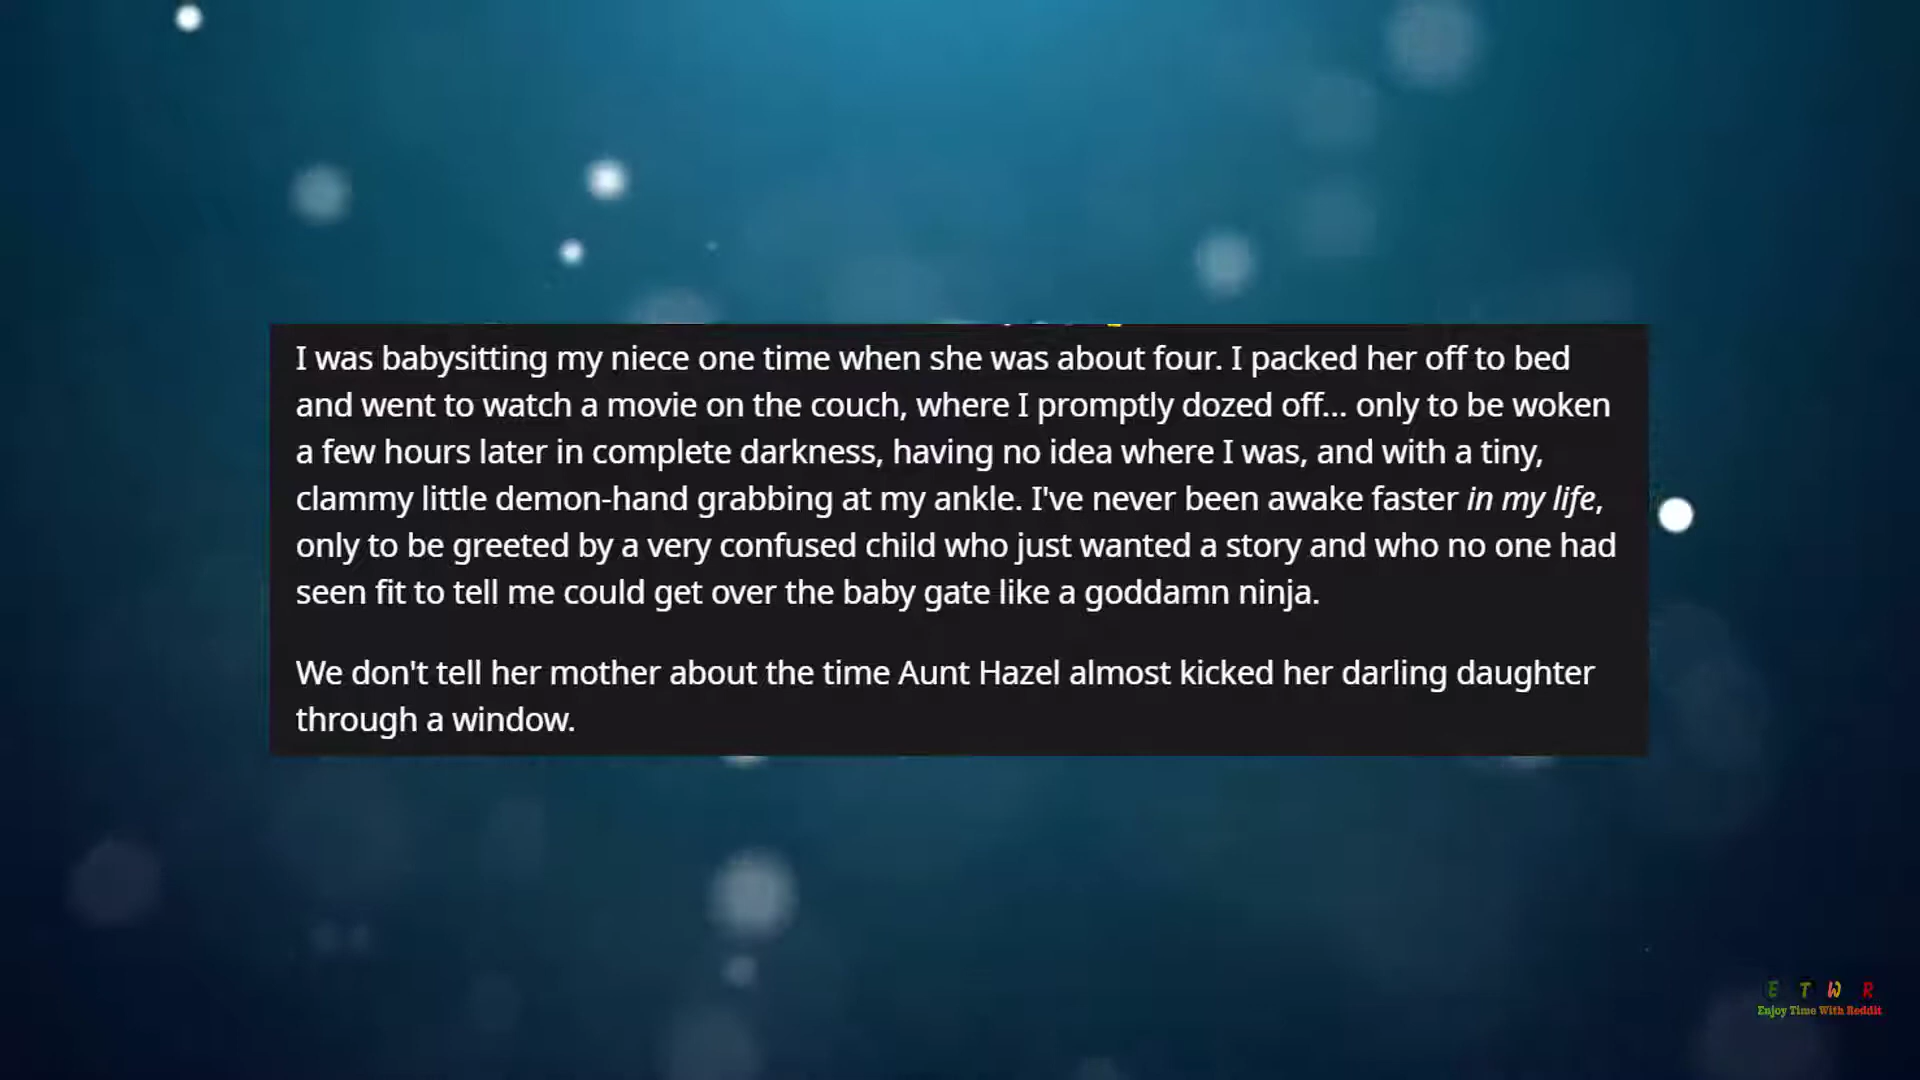 I was babysitting my niece one time when she was about four. I packed her off to bed
and went to watch a movie on the couch, where I promptly dozed off... only to be woken
a few hours later in complete darkness, having no idea where I was, and with a tiny,
clammy little demon-hand grabbing at my ankle. I've never been awake faster in my life,
only to be greeted by a very confused child who just wanted a story and who no one had
seen fit to tell me could get over the baby gate like a goddamn ninja.
We don't tell her mother about the time Aunt Hazel almost kicked her darling daughter
through a window.
E T W R
Enjoy Time With Reddit